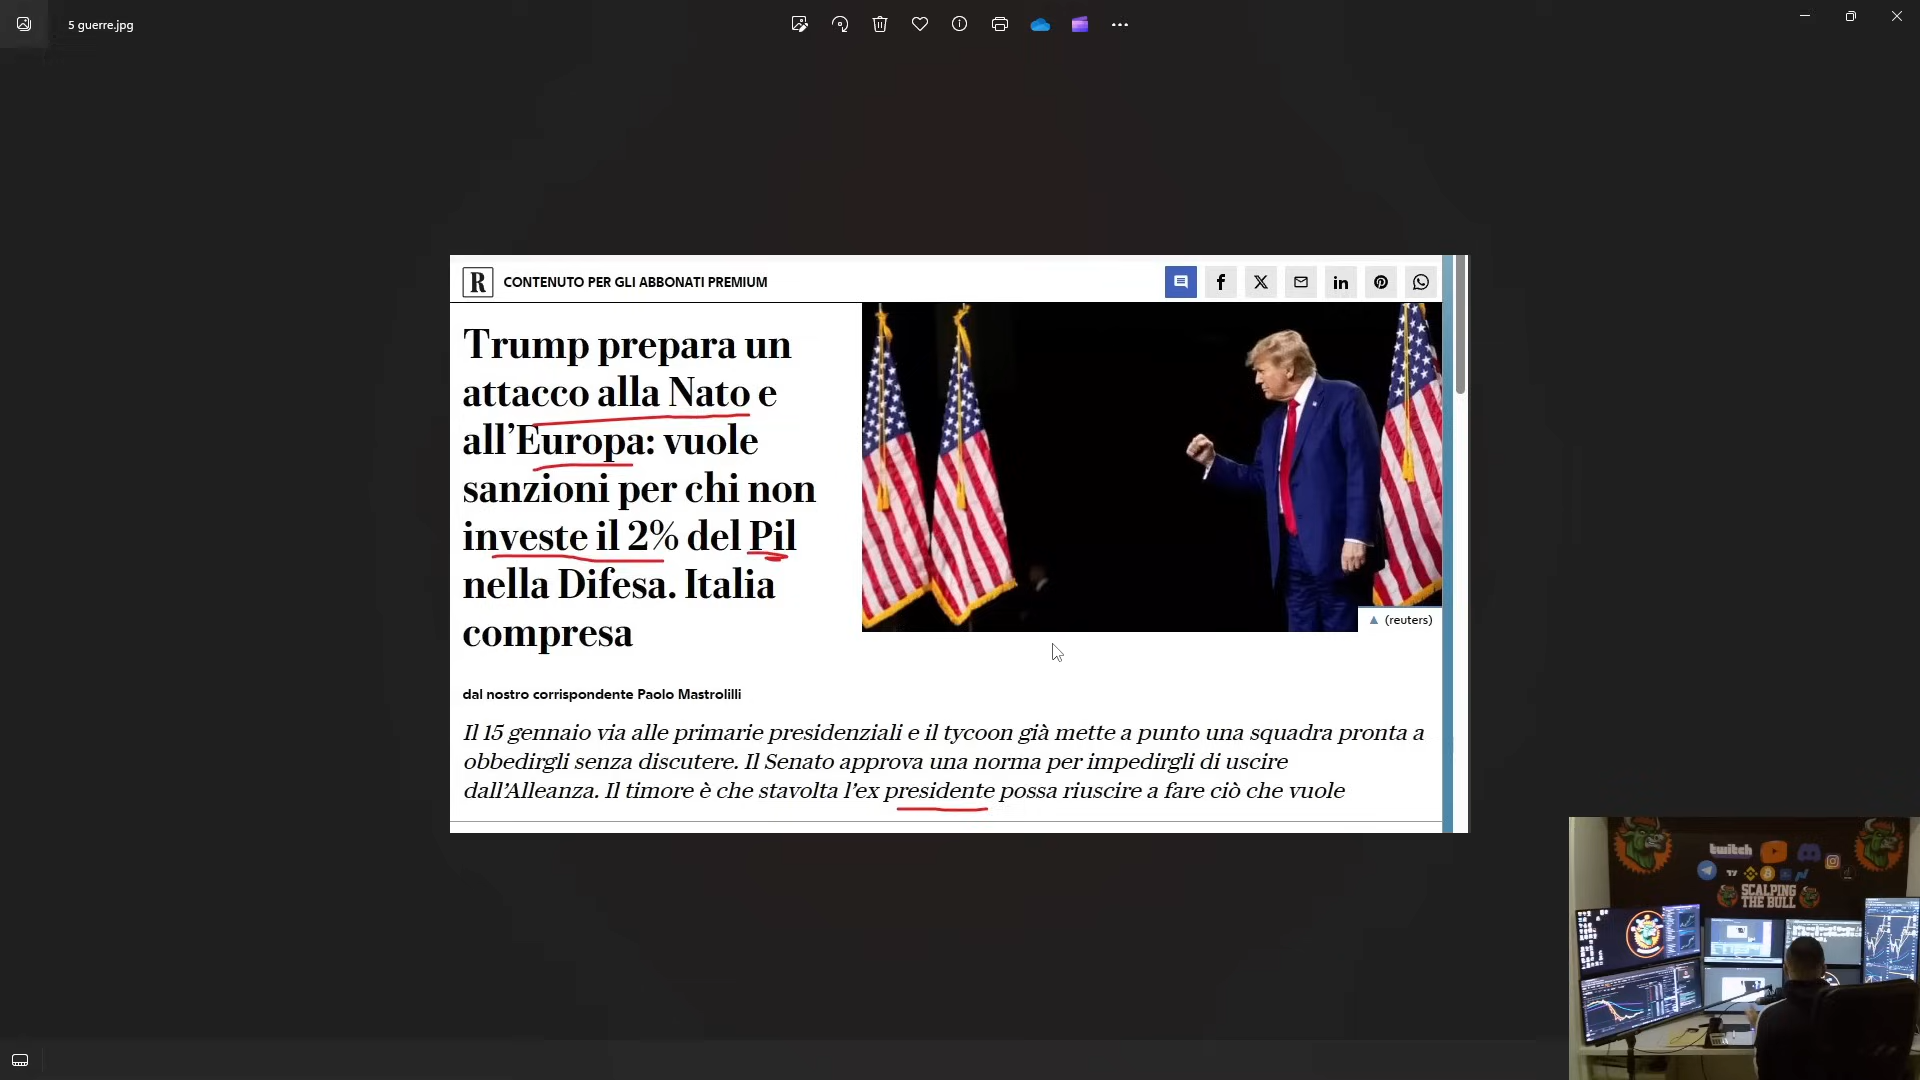 5 guerre.jpg
R CONTENUTO PER GLI ABBONATI PREMIUM
Trump prepara un
attacco alla Nato e
all'Europa: vuole
sanzioni per chi non
investe il 2% del Pil
nella Difesa. Italia
compresa
(reuters)
dal nostro corrispondente Paolo Mastrolilli
Il 15 gennaio via alle primarie presidenziali e il tycoon già mette a punto una squadra pronta a
obbedirgli senza discutere. Il Senato approva una norma per impedirgli di uscire
dall'Alleanza. Il timore è che stavolta l'ex presidente possa riuscire a fare ciò che vuole
twitch
SCALPING
THE BULL